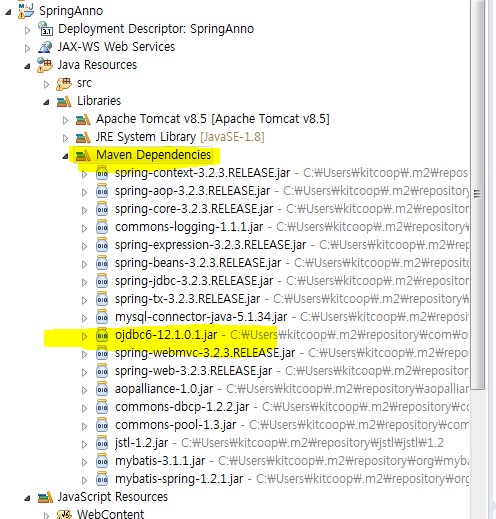 SpringAnno
Deployment Descriptor: SpringAnno
JAX-WS Web Services
Java Resources
src
Libraries
Apache Tomcat v8.5 [Apache Tomcat v8.5]
JRE System Library [JavaSE-1.8]
Maven Dependencies
spring-context-3.2.3.RELEASE.jar - C:₩Users₩kitcoop₩.m2₩repos
spring-aop-3.2.3.RELEASE.jar - C:₩Users₩kitcoop₩.m2₩repository
spring-core-3.2.3.RELEASE.jar - C:₩Users₩kitcoop₩.m2₩repository
commons-logging-1.1.1.jar - C:₩Users₩kitcoop₩.m2₩repository
spring-expression-3.2.3.RELEASE.jar - C:₩Users₩kitcoop₩.m2₩re
spring-beans-3.2.3.RELEASE.jar - C:₩Users₩kitcoop₩.m2₩reposit
spring-jdbc-3.2.3.RELEASE.jar - C:₩Users₩kitcoop₩.m2₩repositor
spring-tx-3.2.3.RELEASE.jar - C:₩Users₩kitcoop₩.m2₩repository₩
mysql-connector-java-5.1.34.jar - C:₩Users₩kitcoop₩.m2₩reposit
ojdbc6-12.1.0.1.jar - C:₩Users₩kitcoop₩.m2₩repository₩com₩o
spring-webmvc-3.2.3.RELEASE.jar - C:₩Users₩kitcoop₩.m2₩repos
spring-web-3.2.3.RELEASE.jar - C:₩Users₩kitcoop₩.m2₩repository
aopalliance-1.0.jar - C:₩Users₩kitcoop₩.m2₩repository₩aopallian
commons-dbcp-1.2.2.jar - C:₩Users₩kitcoop₩.m2₩repository₩co
commons-pool-1.3.jar - C:₩Users₩kitcoop₩.m2₩repository₩com
jstl-1.2.jar - C:₩Users₩kitcoop₩.m2₩repository₩jstl₩jstl₩1.2
mybatis-3.1.1.jar - C:₩Users₩kitcoop₩.m2₩repository₩org₩myb
mybatis-spring-1.2.1.jar - C:₩Users₩kitcoop₩.m2₩repository₩org
JavaScript Resources
WebContent